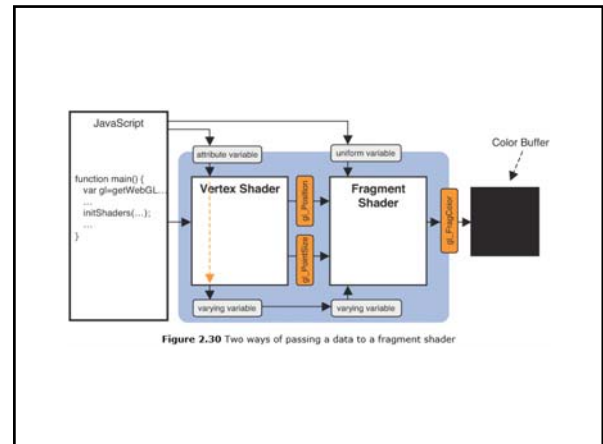 JavaScript
function main() {
var gl=getWebGL...
...
initShaders(...);
...
}
attribute variable
uniform variable
Color Buffer
Vertex Shader
gl_Position
Fragment
Shader
gl_PointSize
gl_FragColor
varying variable
varying variable
Figure 2.30 Two ways of passing a data to a fragment shader